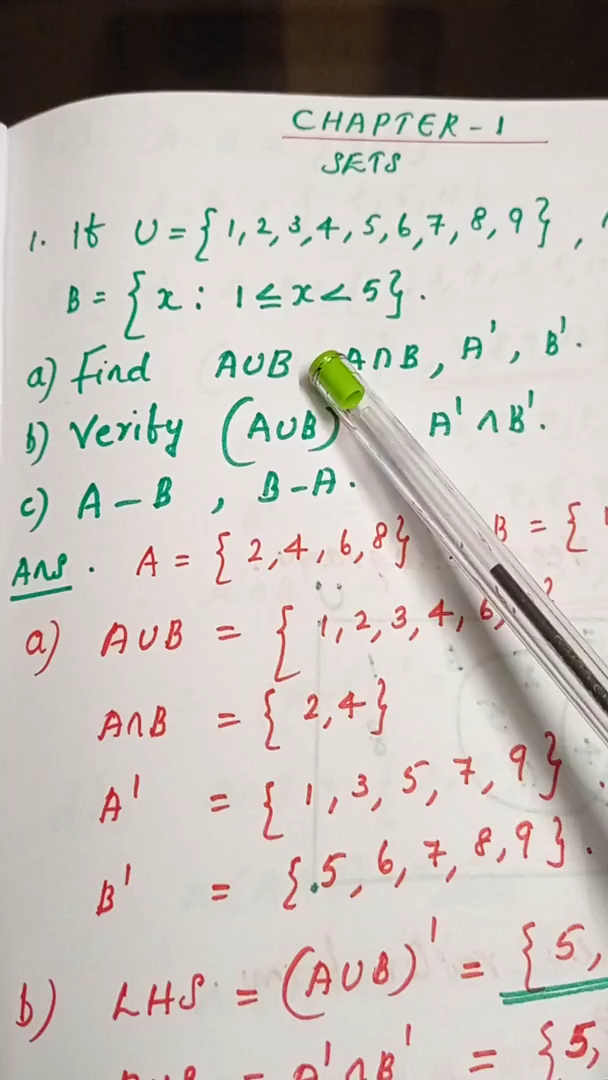 CHAPTER - 1
SETS
1. If U = {1, 2, 3, 4, 5, 6, 7, 8, 9} ,
B = {x : 1 ≤ x < 5} .
a) Find A∪B A∩B , A' , B' .
b) Verify (A∪B) A' ∩ B' .
c) A - B , B - A .
Ans . A = {2, 4, 6, 8} B = {
a) A∪B = {1, 2, 3, 4, 6,
A∩B = {2, 4}
A' = {1, 3, 5, 7, 9} .
B' = {5, 6, 7, 8, 9} .
b) LHS = (A∪B)' = {5,
= A' ∩ B' = {5,